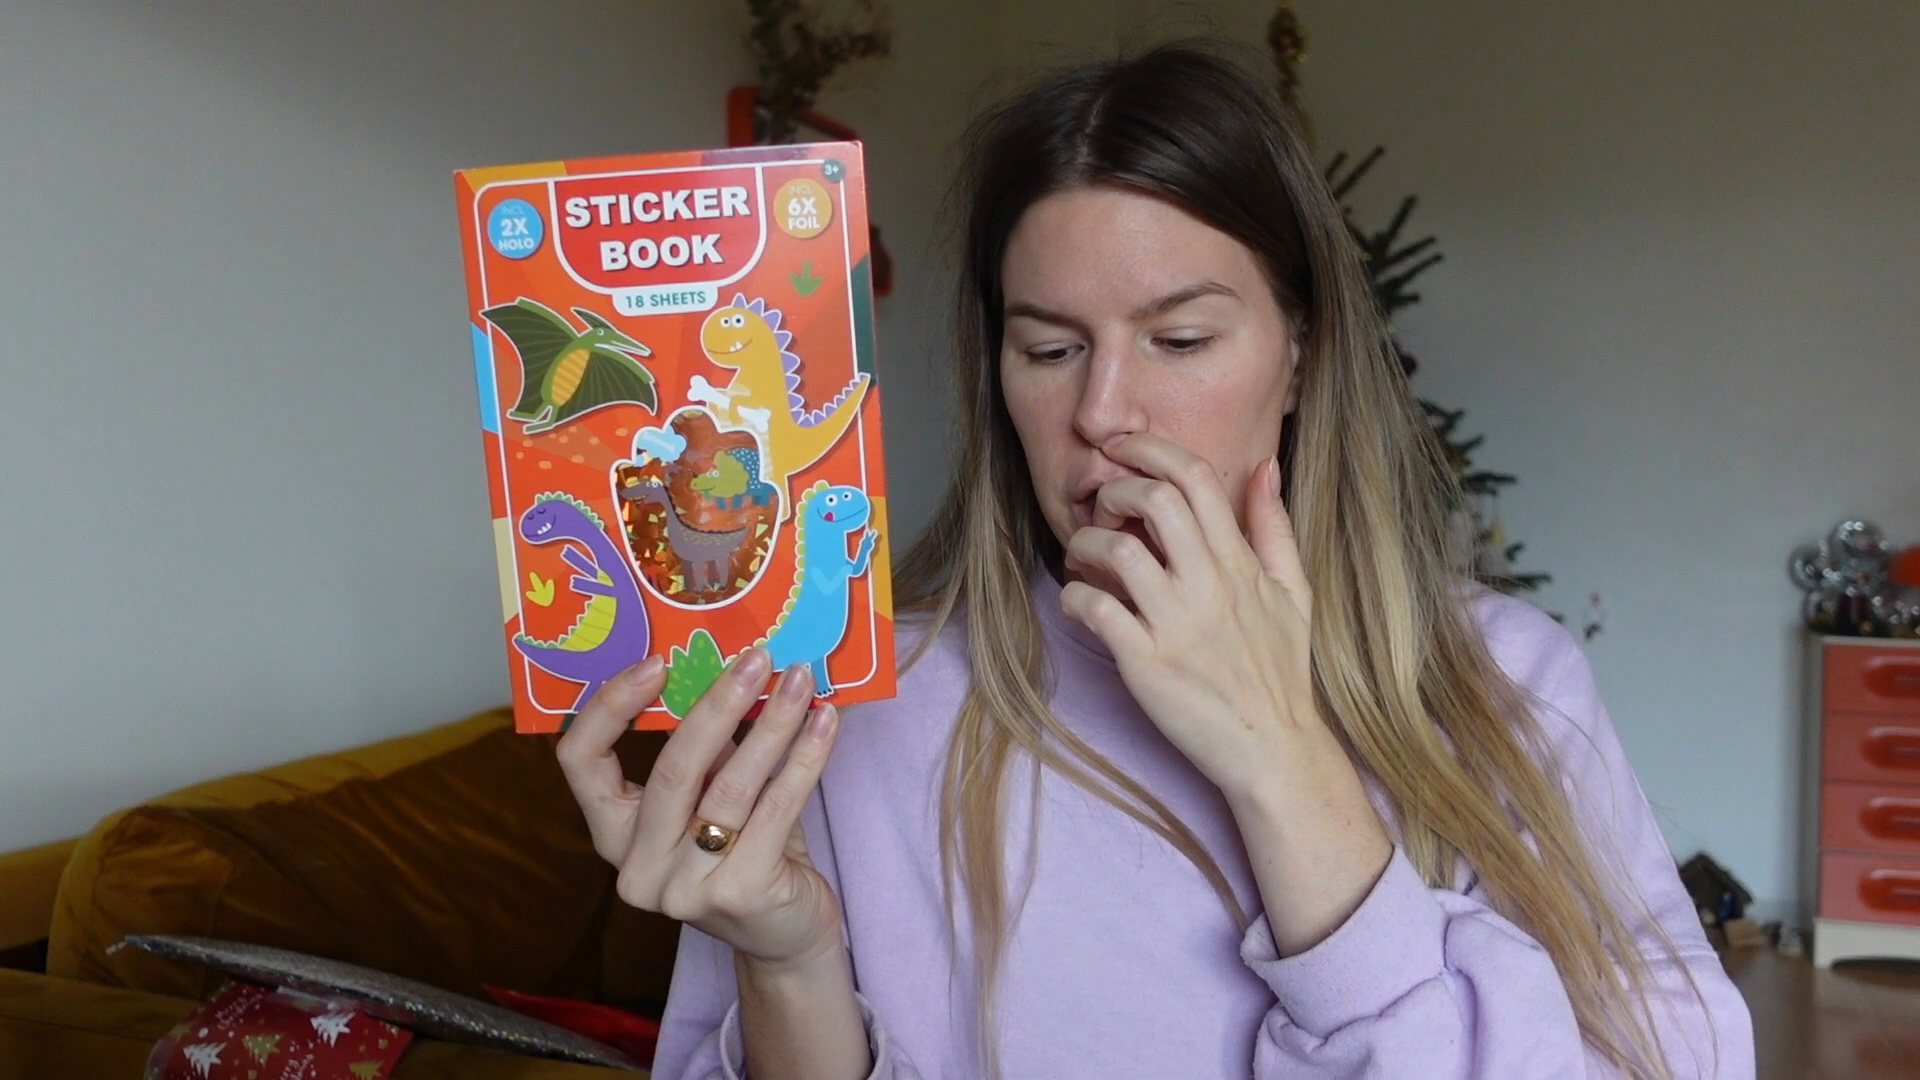 STICKER
BOOK
18 SHEETS
INCL
2X
HOLO
INCL
6X
FOIL
3+